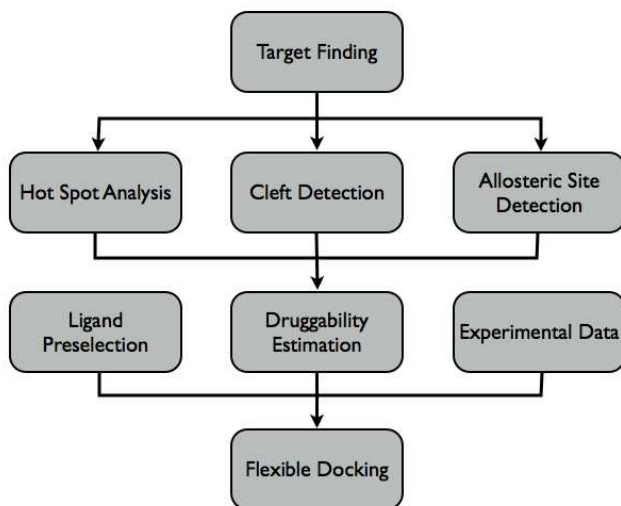 Target Finding
Hot Spot Analysis
Cleft Detection
Allosteric Site
Detection
Ligand
Preselection
Druggability
Estimation
Experimental Data
Flexible Docking